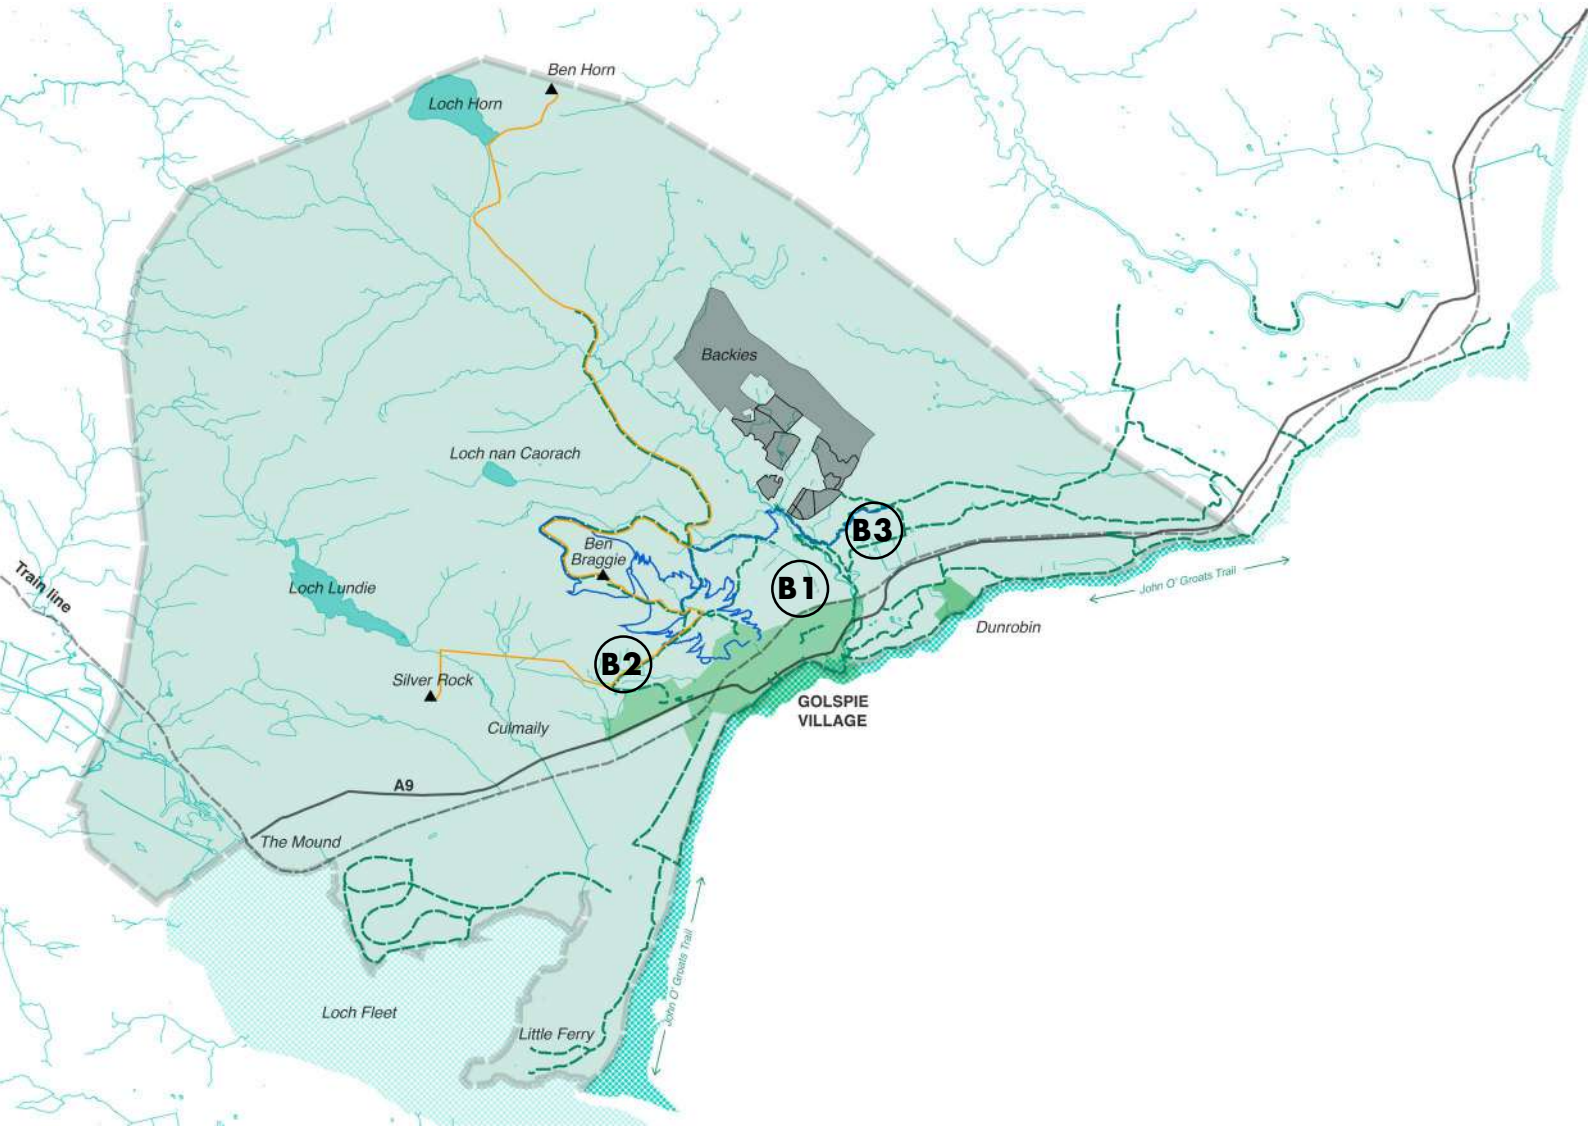 Ben Horn
Loch Horn
Backies
Loch nan Caorach
B3
Ben
Braggie
Train line
Loch Lundie
B1
John O' Groats Trail
Dunrobin
B2
Silver Rock
GOLSPIE
VILLAGE
Culmaily
A9
The Mound
John O' Groats Trail
Loch Fleet
Little Ferry